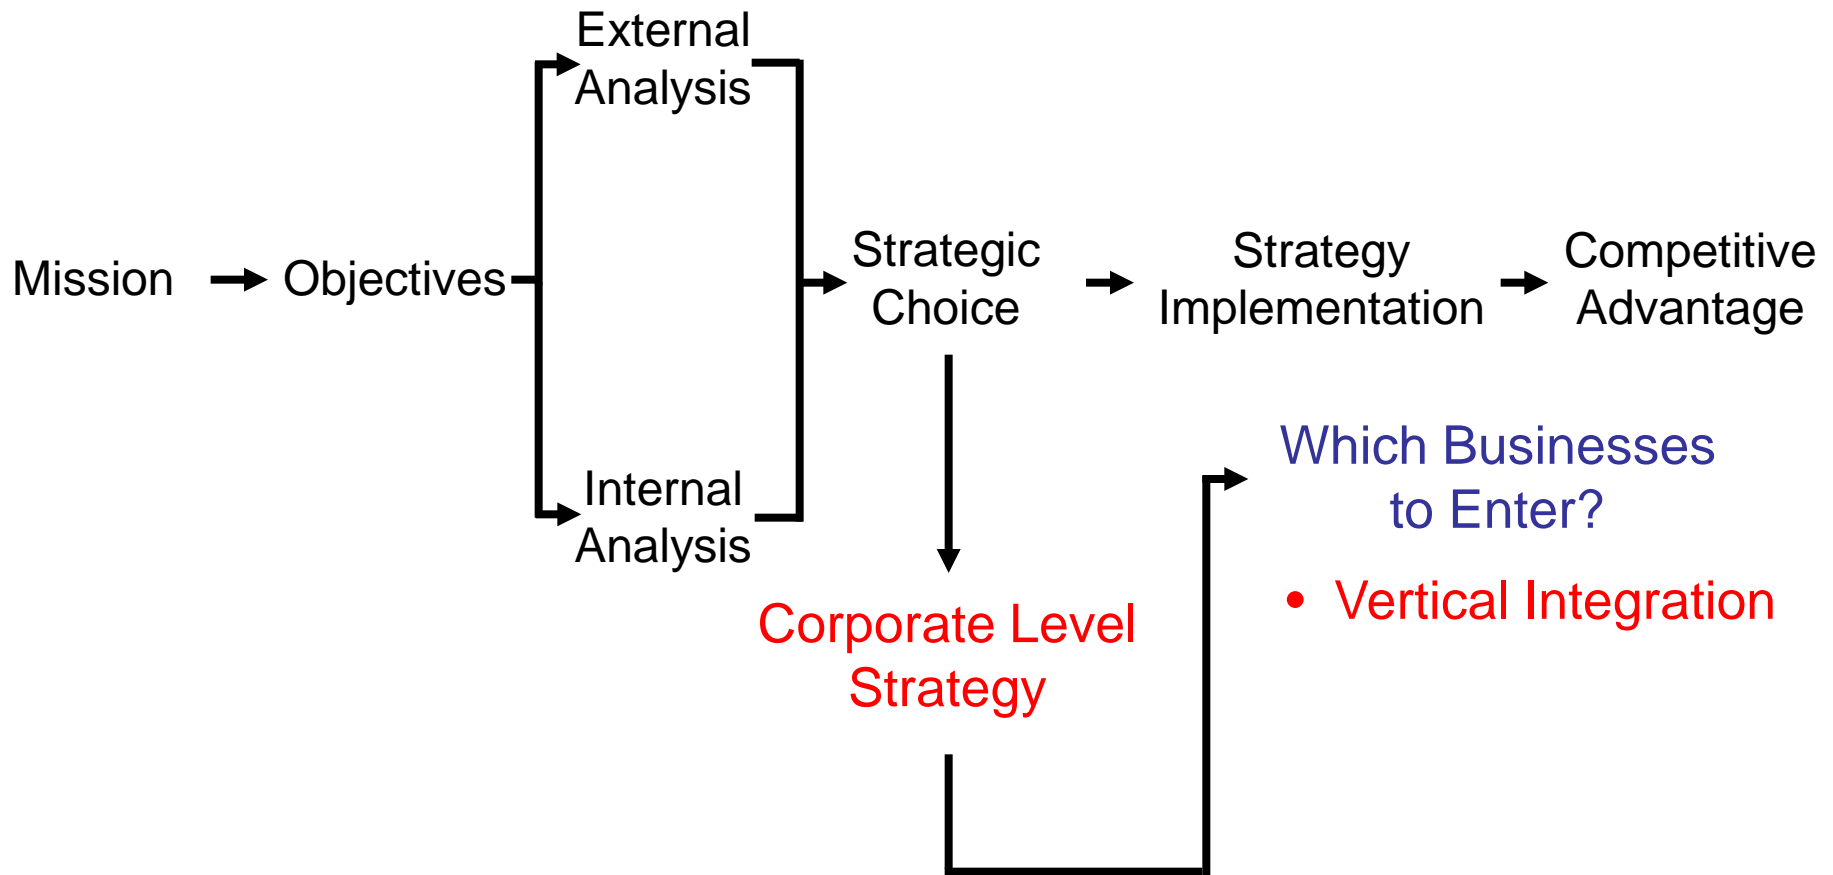 External
Analysis
Mission
Objectives
Strategic
Choice
Strategy
Implementation
Competitive
Advantage
Internal
Analysis
Which Businesses
to Enter?
• Vertical Integration
Corporate Level
Strategy